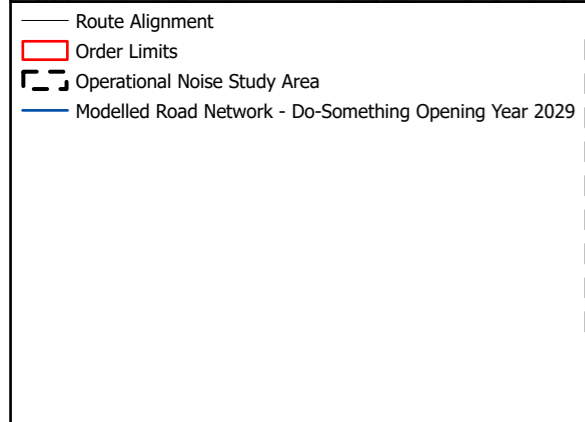 Route Alignment
Order Limits
Operational Noise Study Area
Modelled Road Network - Do-Something Opening Year 2029